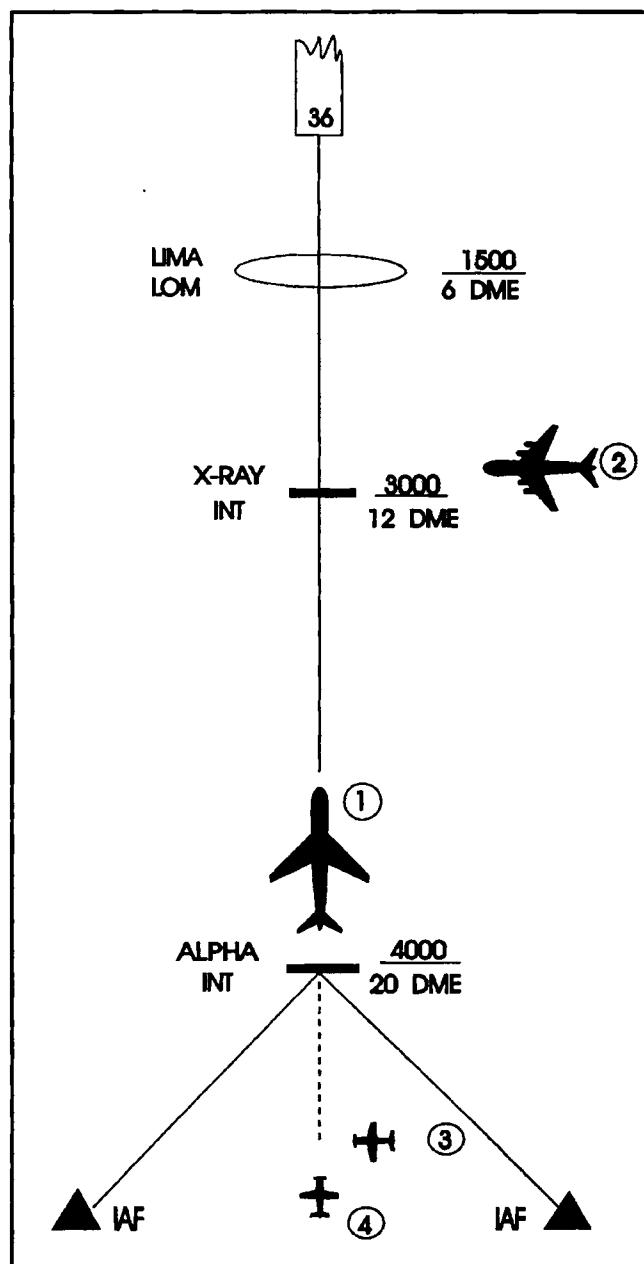 36
LIMA
LOM
1500
6 DME
2
X-RAY
INT
3000
12 DME
1
ALPHA
INT
4000
20 DME
3
IAF
4
IAF